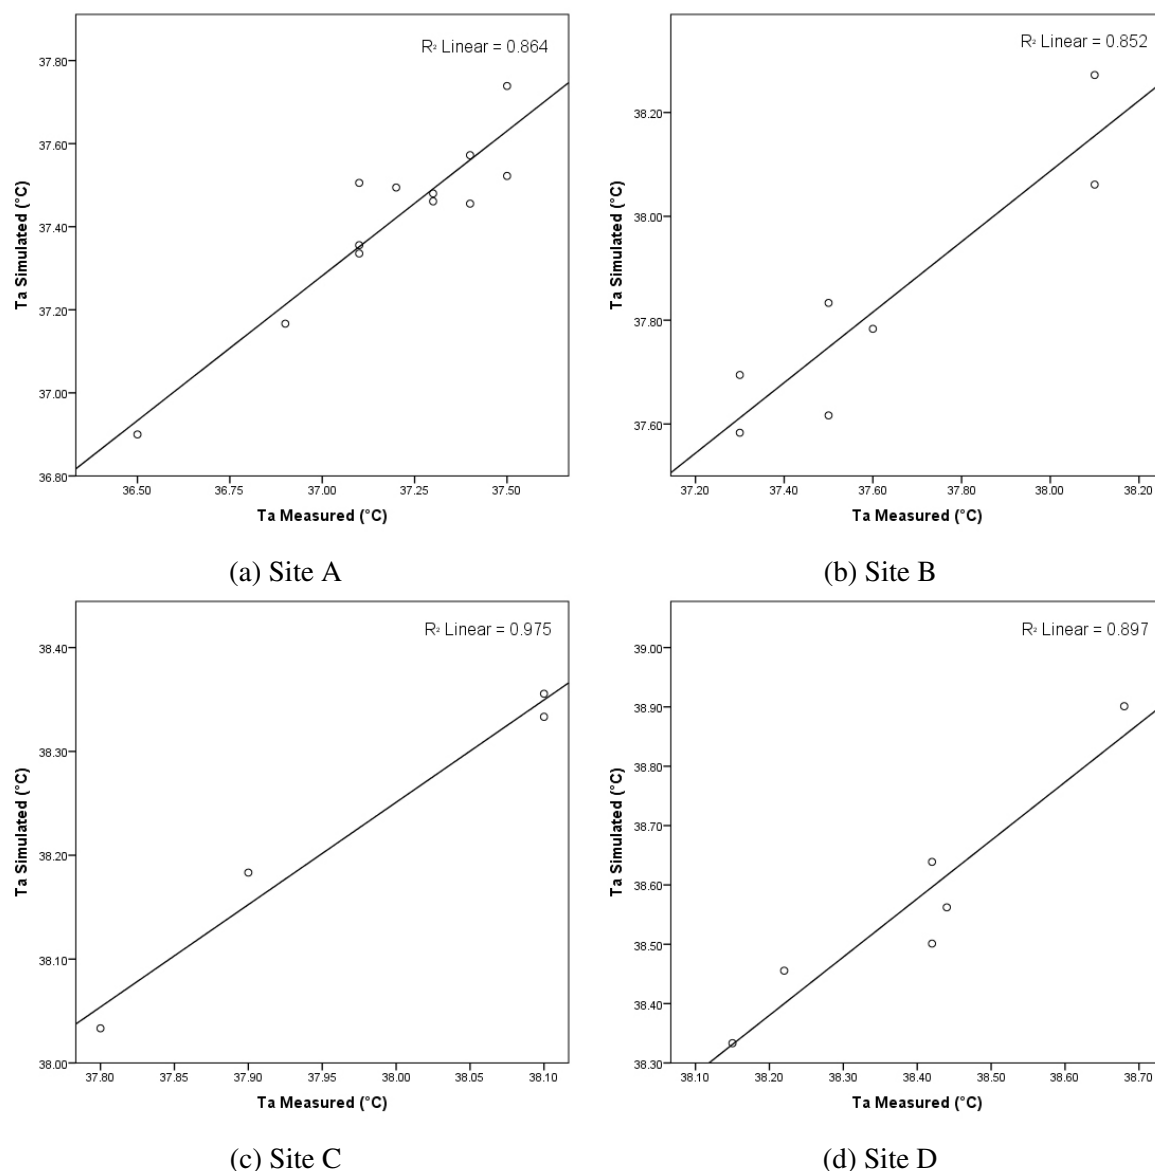 R² Linear = 0.864
37.80
37.60
37.40
37.20
37.00
36.80
Ta Simulated (°C)
36.50 36.75 37.00 37.25 37.50
Ta Measured (°C)
(a) Site A
R² Linear = 0.852
38.20
38.00
37.80
37.60
Ta Simulated (°C)
37.20 37.40 37.60 37.80 38.00 38.20
Ta Measured (°C)
(b) Site B
R² Linear = 0.975
38.40
38.30
38.20
38.10
38.00
Ta Simulated (°C)
37.80 37.85 37.90 37.95 38.00 38.05 38.10
Ta Measured (°C)
(c) Site C
R² Linear = 0.897
39.00
38.90
38.80
38.70
38.60
38.50
38.40
38.30
Ta Simulated (°C)
38.10 38.20 38.30 38.40 38.50 38.60 38.70
Ta Measured (°C)
(d) Site D